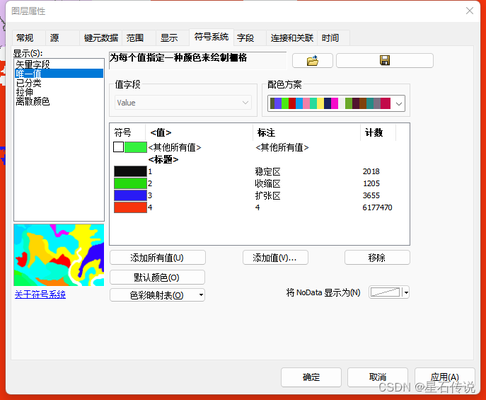 图层属性
常规 源 键元数据 范围 显示 符号系统 字段 连接和关联 时间
显示(S):
矢量字段
唯一值
已分类
拉伸
离散颜色
为每个值指定一种颜色来绘制栅格
值字段
Value
配色方案
符号 <值> 标注 计数
<其他所有值> <其他所有值>
<标题>
1 稳定区 2018
2 收缩区 1205
3 扩张区 3655
4 4 6177470
添加所有值(U) 添加值(V)... 移除
默认颜色(O)
色彩映射表(O)
将 NoData 显示为(N)
关于符号系统
确定 取消 应用(A)
CSDN @星石传说